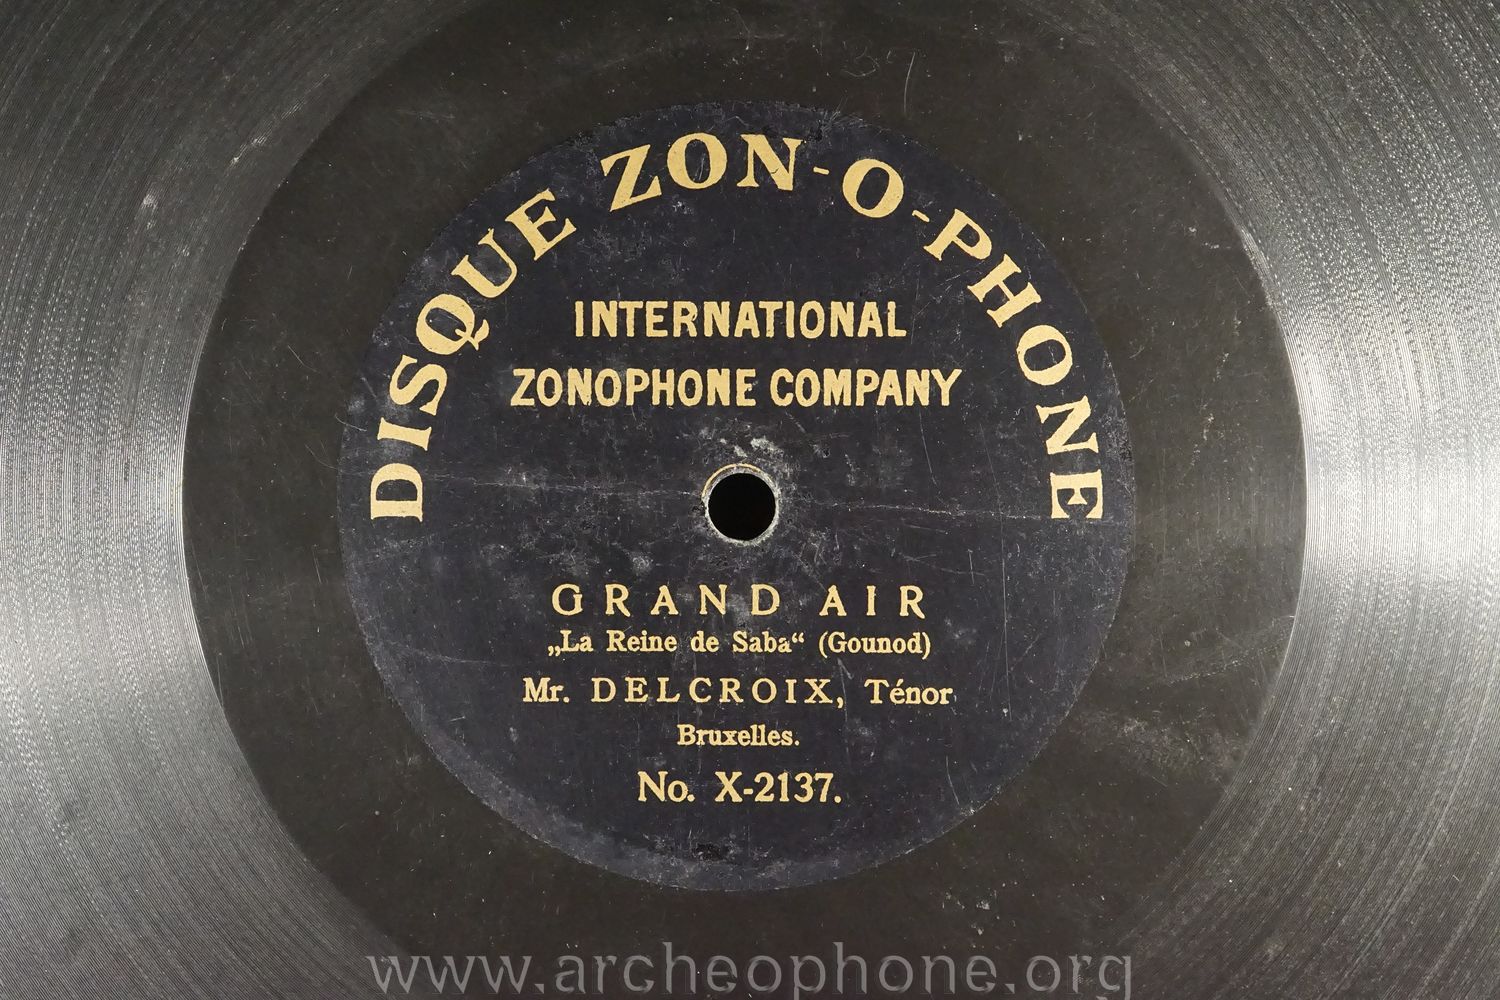 DISQUE ZON-O-PHONE
INTERNATIONAL
ZONOPHONE COMPANY
GRAND AIR
„La Reine de Saba“ (Gounod)
Mr. DELCROIX, Ténor
Bruxelles.
No. X-2137.
www.archeophone.org